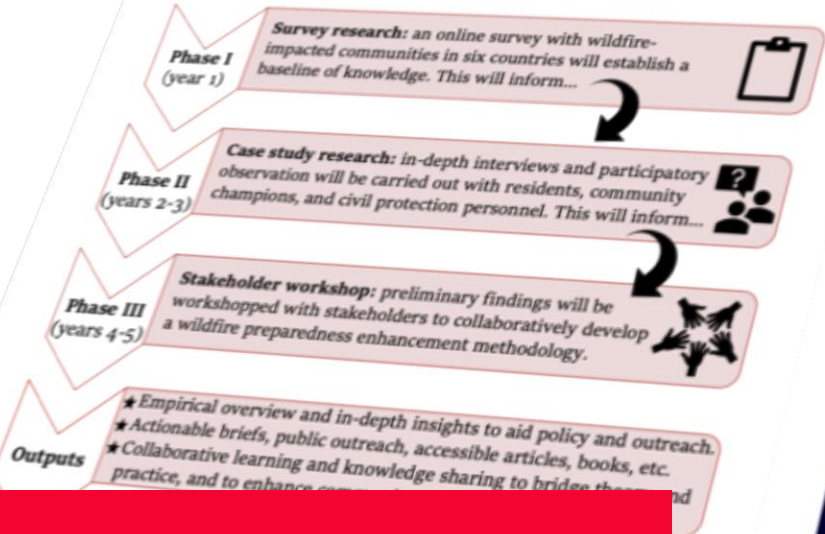 Phase I
(year 1)
Survey research: an online survey with wildfire-
impacted communities in six countries will establish a
baseline of knowledge. This will inform...
Phase II
(years 2-3)
Case study research: in-depth interviews and participatory
observation will be carried out with residents, community
champions, and civil protection personnel. This will inform...
?
Phase III
(years 4-5)
Stakeholder workshop: preliminary findings will be
workshopped with stakeholders to collaboratively develop
a wildfire preparedness enhancement methodology.
Outputs
★Empirical overview and in-depth insights to aid policy and outreach.
★Actionable briefs, public outreach, accessible articles, books, etc.
★Collaborative learning and knowledge sharing to bridge
practice, and to enhance